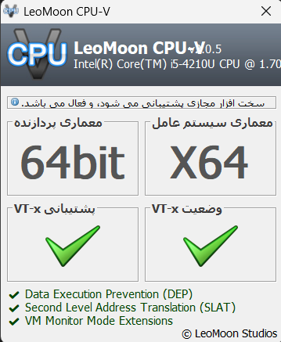 LeoMoon CPU-V
CPU
V
LeoMoon CPU-V
0.5
Intel(R) Core(TM) i5-4210U CPU @ 1.70
سخت افزار مجازی پشتیبانی می شود، و فعال می باشد.
معماری پردازنده
معماری سیستم عامل
64bit
X64
پشتیبانی VT-x
وضعیت VT-x
Data Execution Prevention (DEP)
Second Level Address Translation (SLAT)
VM Monitor Mode Extensions
© LeoMoon Studios